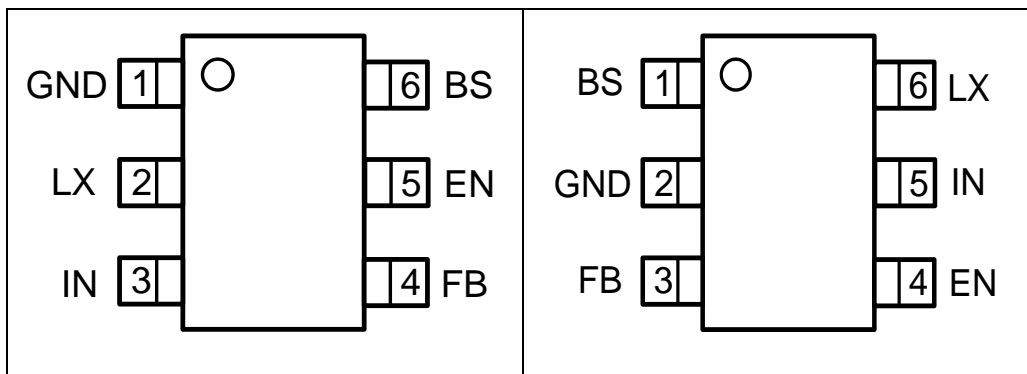 GND 1 6 BS
LX 2 5 EN
IN 3 4 FB
BS 1 6 LX
GND 2 5 IN
FB 3 4 EN